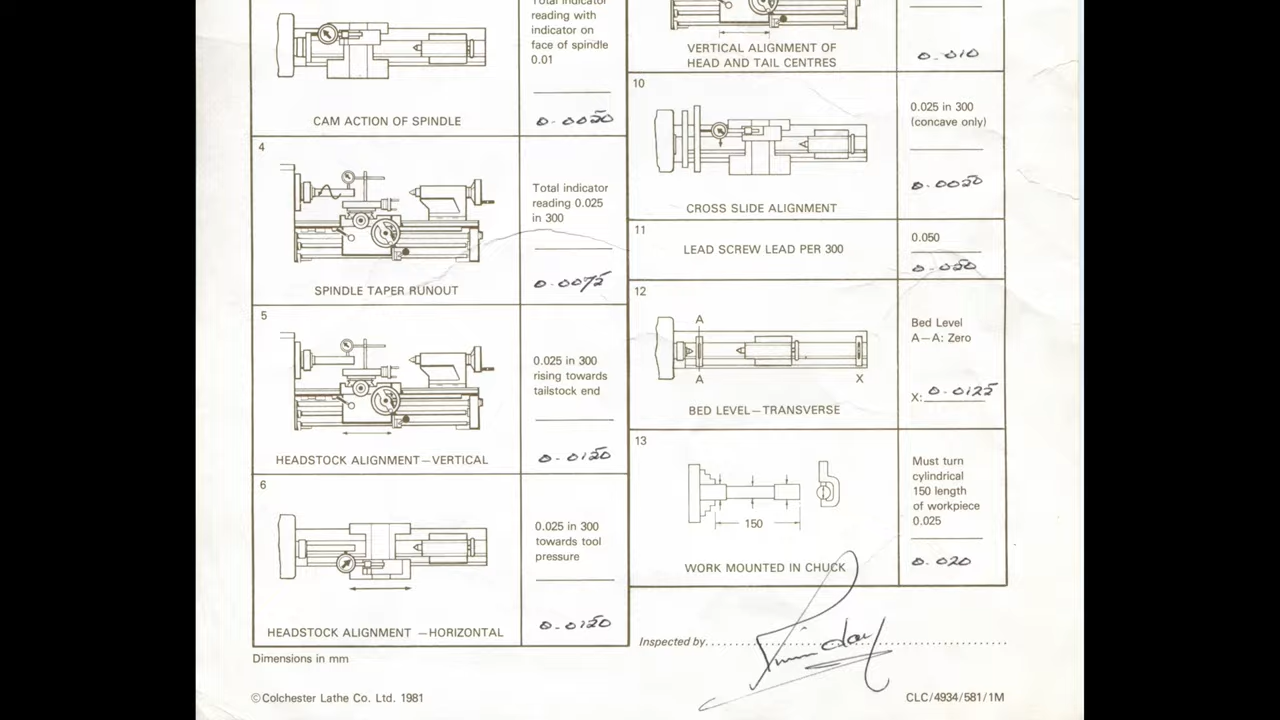 Total indicator
reading with
indicator on
face of spindle
0.01
0.0050
CAM ACTION OF SPINDLE
4
Total indicator
reading 0.025
in 300
0.0075
SPINDLE TAPER RUNOUT
5
0.025 in 300
rising towards
tailstock end
0.0120
HEADSTOCK ALIGNMENT—VERTICAL
6
0.025 in 300
towards tool
pressure
0.0120
HEADSTOCK ALIGNMENT —HORIZONTAL
Dimensions in mm
©Colchester Lathe Co. Ltd. 1981
VERTICAL ALIGNMENT OF
HEAD AND TAIL CENTRES
0.010
10
0.025 in 300
(concave only)
0.0050
CROSS SLIDE ALIGNMENT
11
LEAD SCREW LEAD PER 300
0.050
0.050
12
A
A
X
Bed Level
A—A: Zero
X: 0.0125
BED LEVEL—TRANSVERSE
13
150
Must turn
cylindrical
150 length
of workpiece
0.025
0.020
WORK MOUNTED IN CHUCK
Inspected by
CLC/4934/581/1M